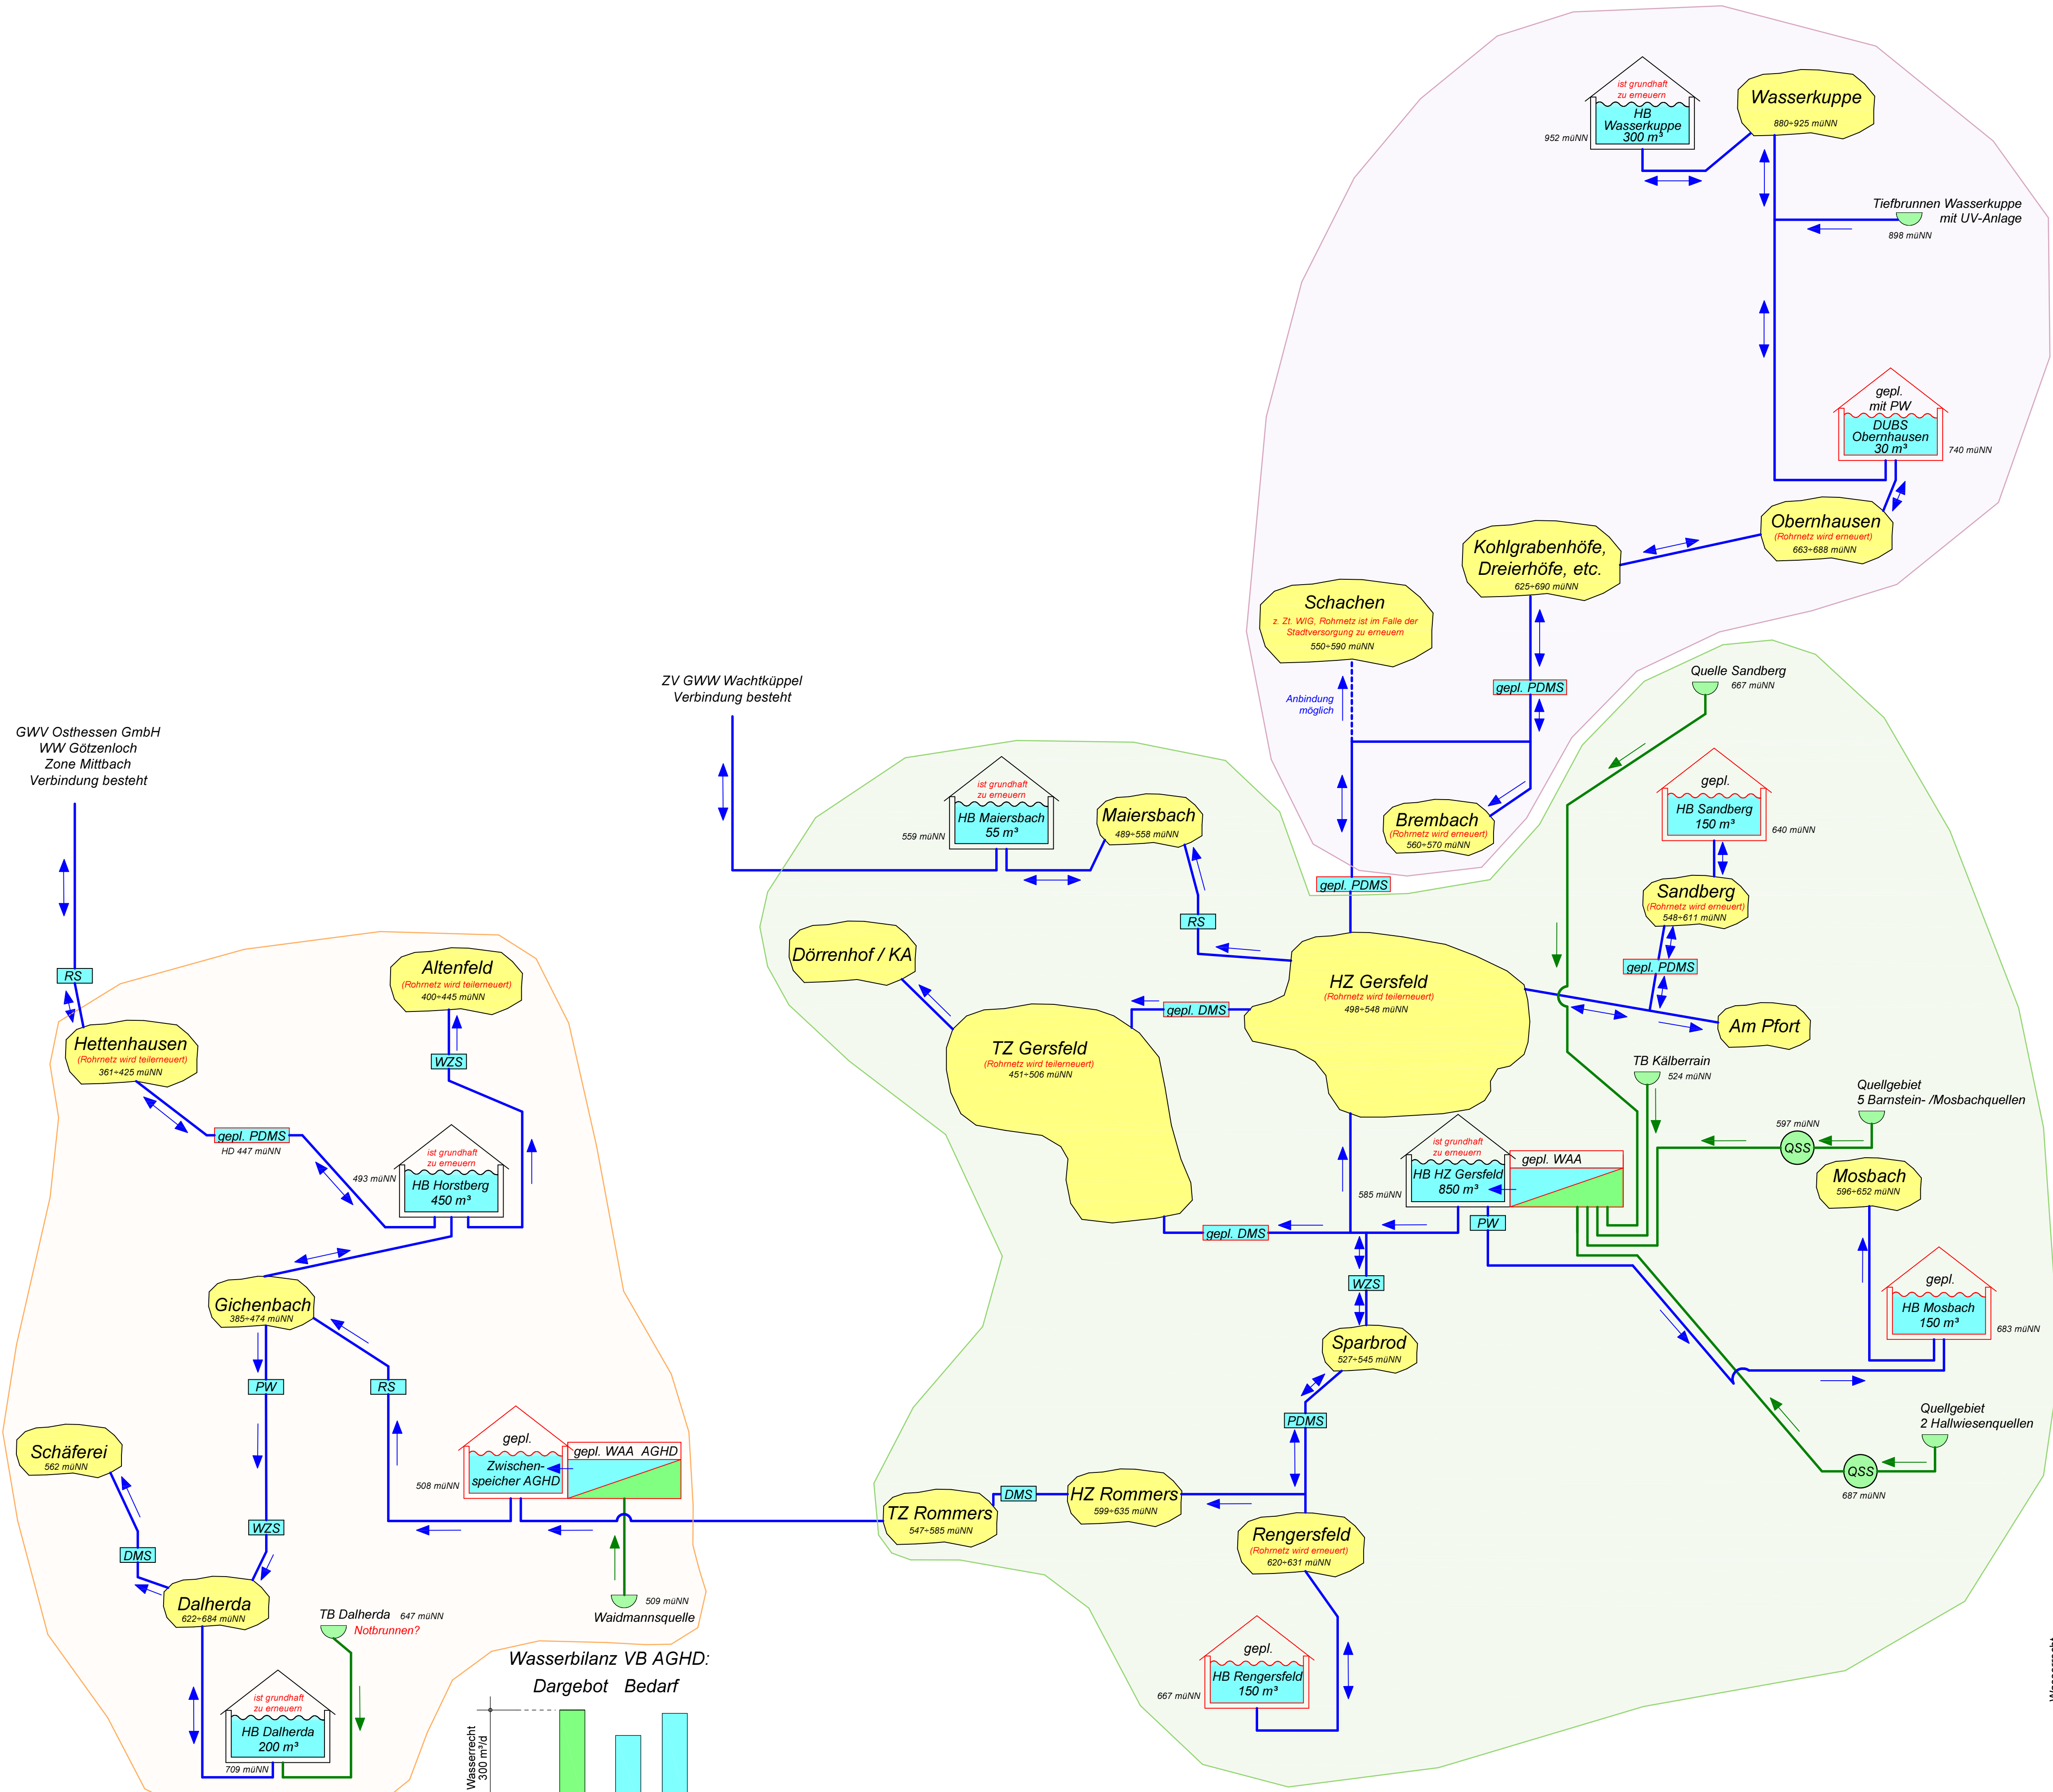 ist grundhaft
zu erneuern
HB
Wasserkuppe
300 m³
952 müNN
Wasserkuppe
880÷925 müNN
Tiefbrunnen Wasserkuppe
mit UV-Anlage
898 müNN
gepl.
mit PW
DUBS
Obernhausen
30 m³
740 müNN
Obernhausen
(Rohrnetz wird erneuert)
663÷688 müNN
Kohlgrabenhöfe,
Dreierhöfe, etc.
625÷690 müNN
Schachen
z. Zt. WIG, Rohrnetz ist im Falle der
Stadtversorgung zu erneuern
550÷590 müNN
Anbindung
möglich
gepl. PDMS
Brembach
(Rohrnetz wird erneuert)
560÷570 müNN
gepl. PDMS
Quelle Sandberg
667 müNN
gepl.
HB Sandberg
150 m³
640 müNN
Sandberg
(Rohrnetz wird erneuert)
548÷611 müNN
gepl. PDMS
Am Pfort
ZV GWW Wachtküppel
Verbindung besteht
ist grundhaft
zu erneuern
HB Maiersbach
55 m³
559 müNN
Maiersbach
489÷558 müNN
RS
Dörrenhof / KA
HZ Gersfeld
(Rohrnetz wird teilerneuert)
498÷548 müNN
gepl. DMS
TZ Gersfeld
(Rohrnetz wird teilerneuert)
451÷506 müNN
gepl. DMS
TB Kälberrain
524 müNN
Quellgebiet
5 Barnstein- /Mosbachquellen
597 müNN
QSS
ist grundhaft
zu erneuern
HB HZ Gersfeld
850 m³
585 müNN
gepl. WAA
PW
Mosbach
596÷652 müNN
gepl.
HB Mosbach
150 m³
683 müNN
Quellgebiet
2 Hallwiesenquellen
QSS
687 müNN
WZS
Sparbrod
527÷545 müNN
PDMS
HZ Rommers
599÷635 müNN
DMS
TZ Rommers
547÷585 müNN
Rengersfeld
(Rohrnetz wird erneuert)
620÷631 müNN
gepl.
HB Rengersfeld
150 m³
667 müNN
GWV Osthessen GmbH
WW Götzenloch
Zone Mittbach
Verbindung besteht
RS
Hettenhausen
(Rohrnetz wird teilerneuert)
361÷425 müNN
gepl. PDMS
HD 447 müNN
Altenfeld
(Rohrnetz wird teilerneuert)
400÷445 müNN
WZS
ist grundhaft
zu erneuern
HB Horstberg
450 m³
493 müNN
Gichenbach
385÷474 müNN
PW
RS
gepl.
Zwischen-
speicher AGHD
508 müNN
gepl. WAA AGHD
509 müNN
Waidmannsquelle
Schäferei
562 müNN
WZS
DMS
Dalherda
622÷684 müNN
TB Dalherda 647 müNN
Notbrunnen?
ist grundhaft
zu erneuern
HB Dalherda
200 m³
709 müNN
Wasserbilanz VB AGHD:
Dargebot Bedarf
Wasserrecht
300 m³/d